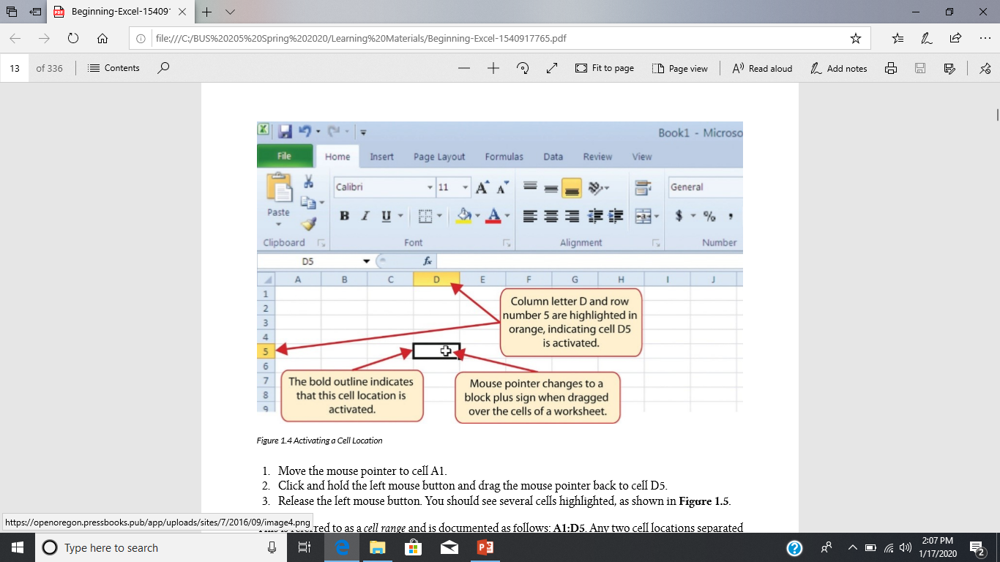 Beginning-Excel-15409
file:///C:/BUS%20205%20Spring%202020/Learning%20Materials/Beginning-Excel-1540917765.pdf
13 of 336 Contents Fit to page Page view Read aloud Add notes
Book1 - Microso
File Home Insert Page Layout Formulas Data Review View
Calibri 11 General
Paste B I U $ % ,
Clipboard Font Alignment Number
D5 fx
A B C D E F G H I J
1
2
3
4
5
6
7
8
9
Column letter D and row
number 5 are highlighted in
orange, indicating cell D5
is activated.
The bold outline indicates
that this cell location is
activated.
Mouse pointer changes to a
block plus sign when dragged
over the cells of a worksheet.
Figure 1.4 Activating a Cell Location
1. Move the mouse pointer to cell A1.
2. Click and hold the left mouse button and drag the mouse pointer back to cell D5.
3. Release the left mouse button. You should see several cells highlighted, as shown in Figure 1.5.
https://openoregon.pressbooks.pub/app/uploads/sites/7/2016/09/image4.png
to as a cell range and is documented as follows: A1:D5. Any two cell locations separated
Type here to search
2:07 PM
1/17/2020
2